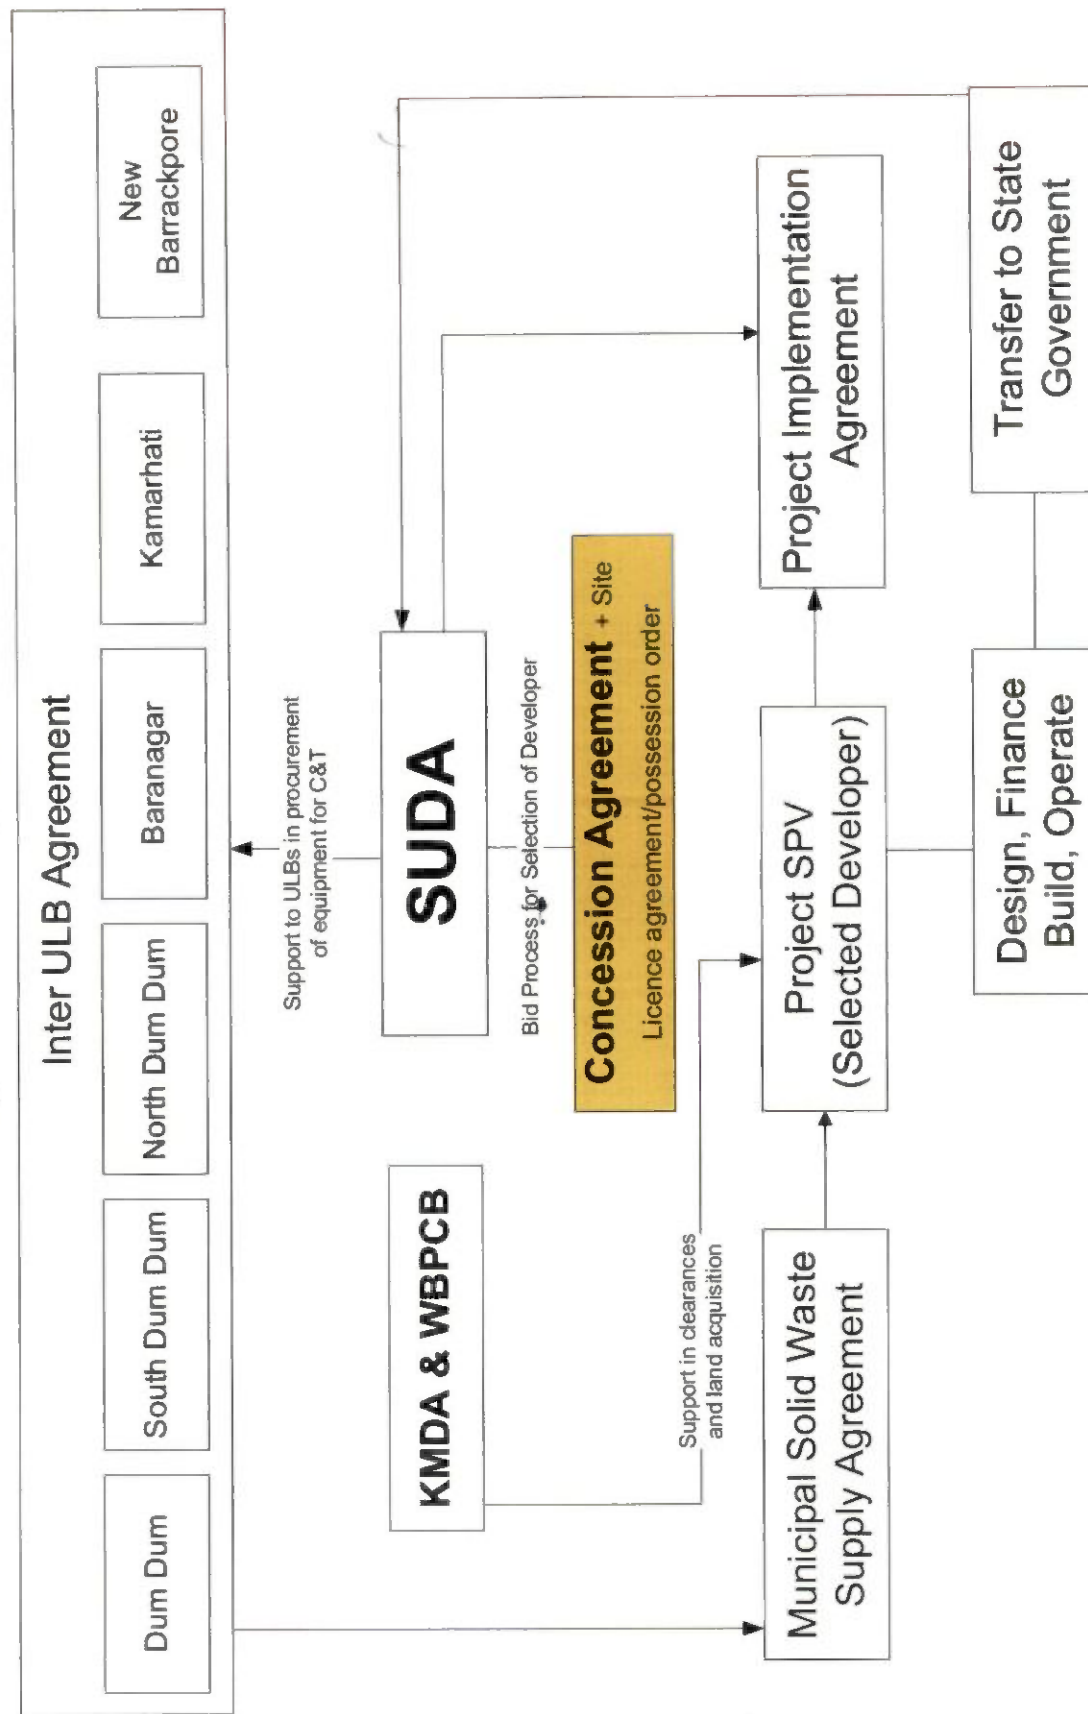 Inter ULB Agreement
Dum Dum
South Dum Dum
North Dum Dum
Baranagar
Kamarhati
New
Barrackpore
Support to ULBs in procurement
of equipment for C&T
KMDA & WBPCB
SUDA
Bid Process for Selection of Developer
Concession Agreement + Site
Licence agreement/possession order
Support in clearances
and land acquisition
Municipal Solid Waste
Supply Agreement
Project SPV
(Selected Developer)
Project Implementation
Agreement
Design, Finance
Build, Operate
Transfer to State
Government